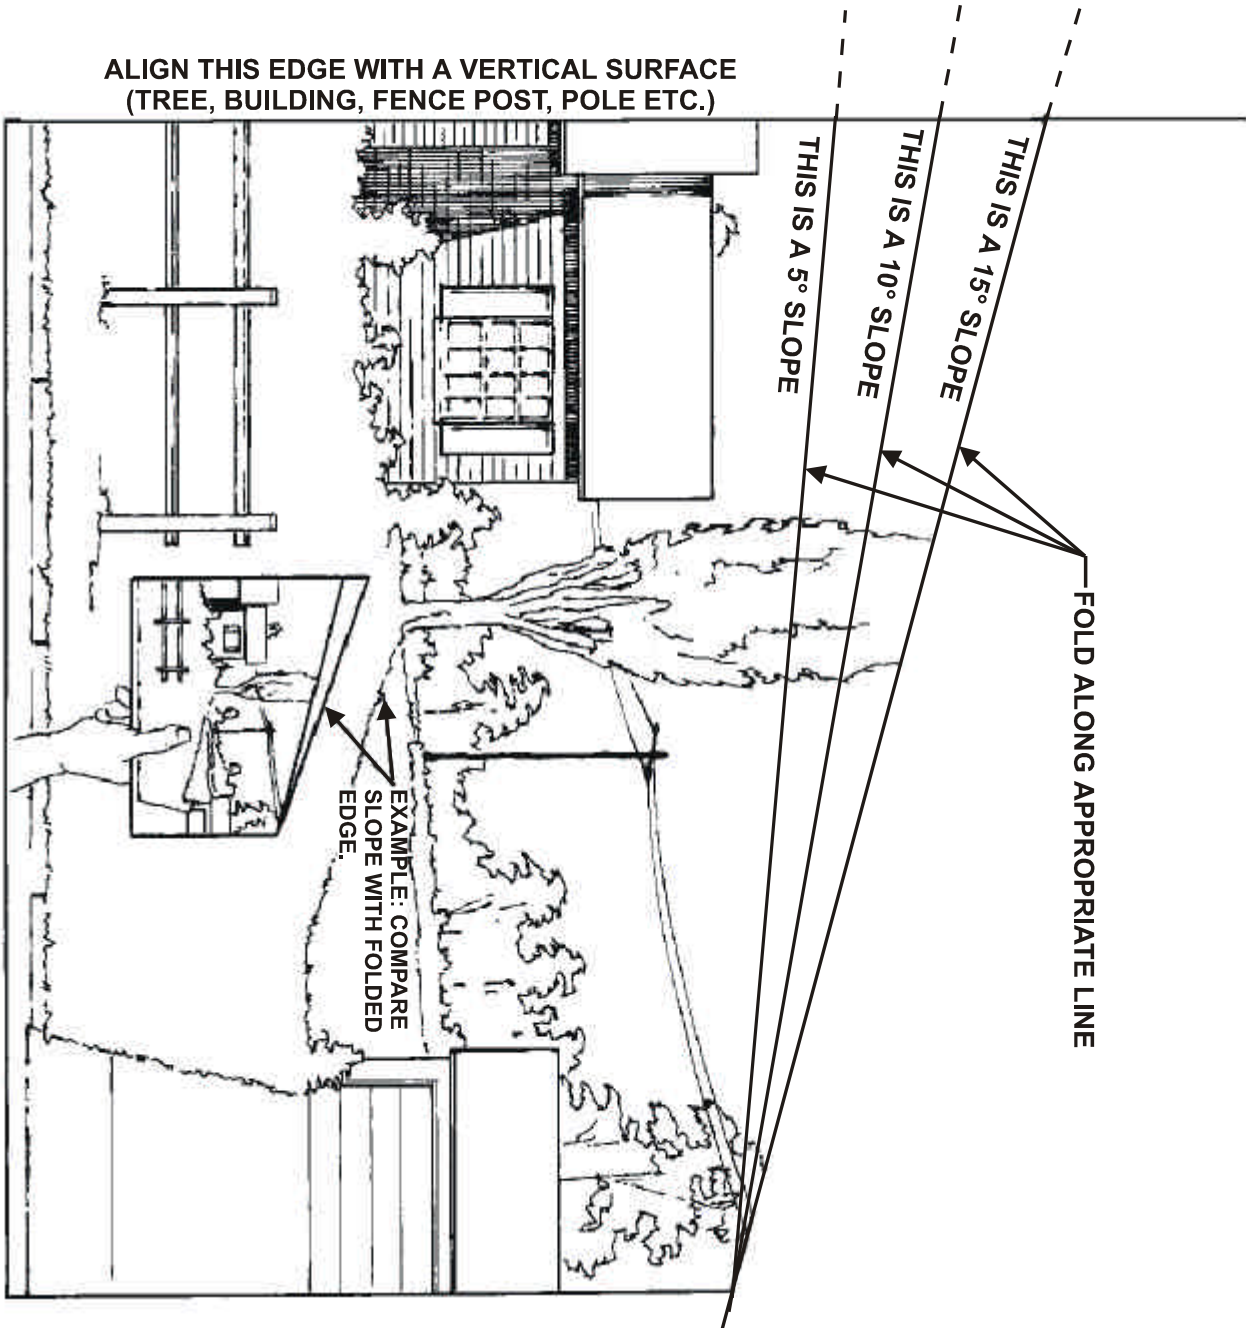 ALIGN THIS EDGE WITH A VERTICAL SURFACE
(TREE, BUILDING, FENCE POST, POLE ETC.)
THIS IS A 5° SLOPE
THIS IS A 10° SLOPE
THIS IS A 15° SLOPE
FOLD ALONG APPROPRIATE LINE
EXAMPLE: COMPARE
SLOPE WITH FOLDED
EDGE.